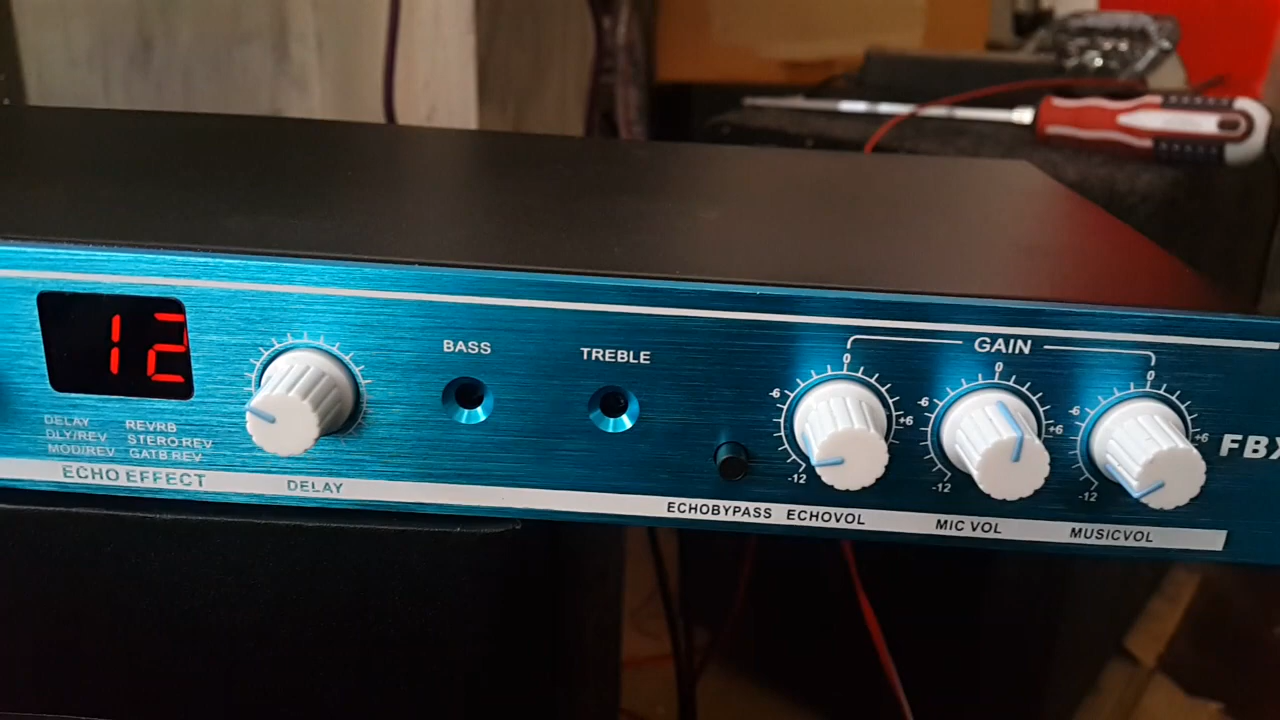 12
DELAY REVRB
DLY/REV STERO REV
MOD/REV GATB REV
ECHO EFFECT
DELAY
BASS
TREBLE
GAIN
0 0 0
-6 +6 -6 +6 -6 +6
-12 -12 -12
ECHOBYPASS ECHOVOL MIC VOL MUSICVOL
FBX